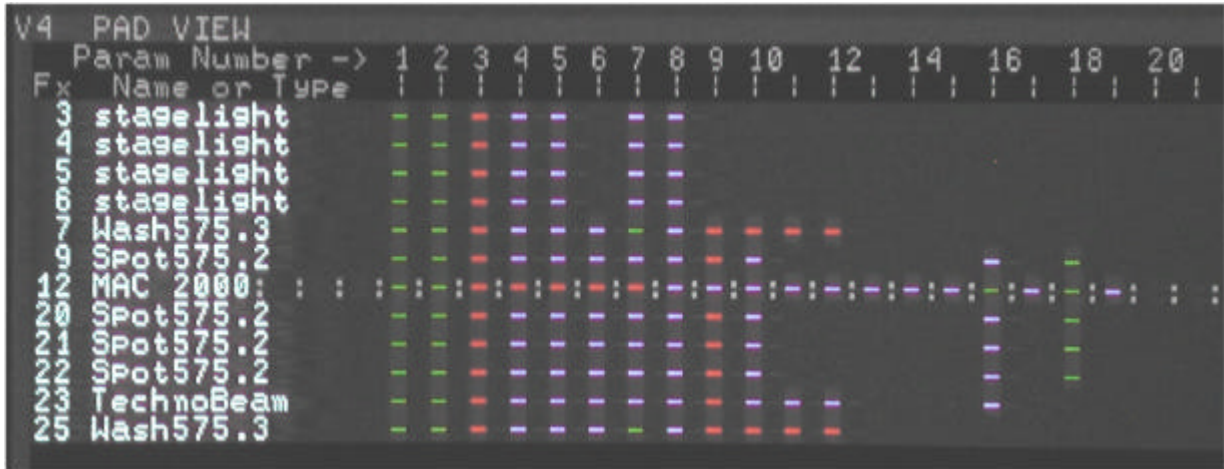 V4 PAD VIEW
Param Number -> 1 2 3 4 5 6 7 8 9 10 12 14 16 18 20
Fx Name or Type
3 stagelight
4 stagelight
5 stagelight
6 stagelight
7 Wash575.3
9 Spot575.2
12 MAC 2000
20 Spot575.2
21 Spot575.2
22 Spot575.2
23 TechnoBeam
25 Wash575.3